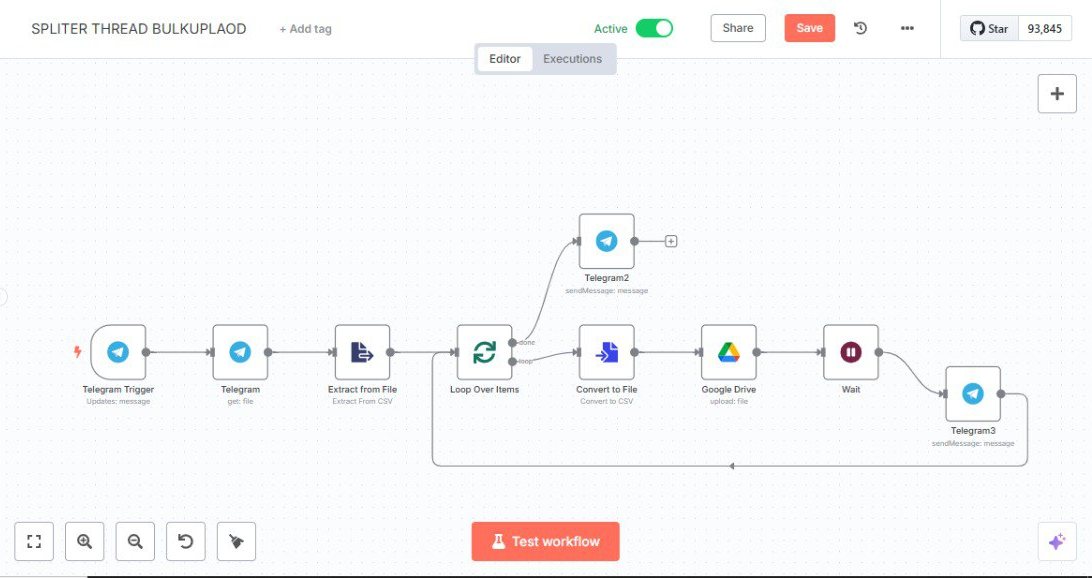 SPLITER THREAD BULKUPLAOD
+ Add tag
Active
Share
Save
Star
93,845
Editor
Executions
Telegram2
sendMessage: message
done
loop
Telegram Trigger
Updates: message
Telegram
get: file
Extract from File
Extract From CSV
Loop Over Items
Convert to File
Convert to CSV
Google Drive
upload: file
Wait
Telegram3
sendMessage: message
Test workflow